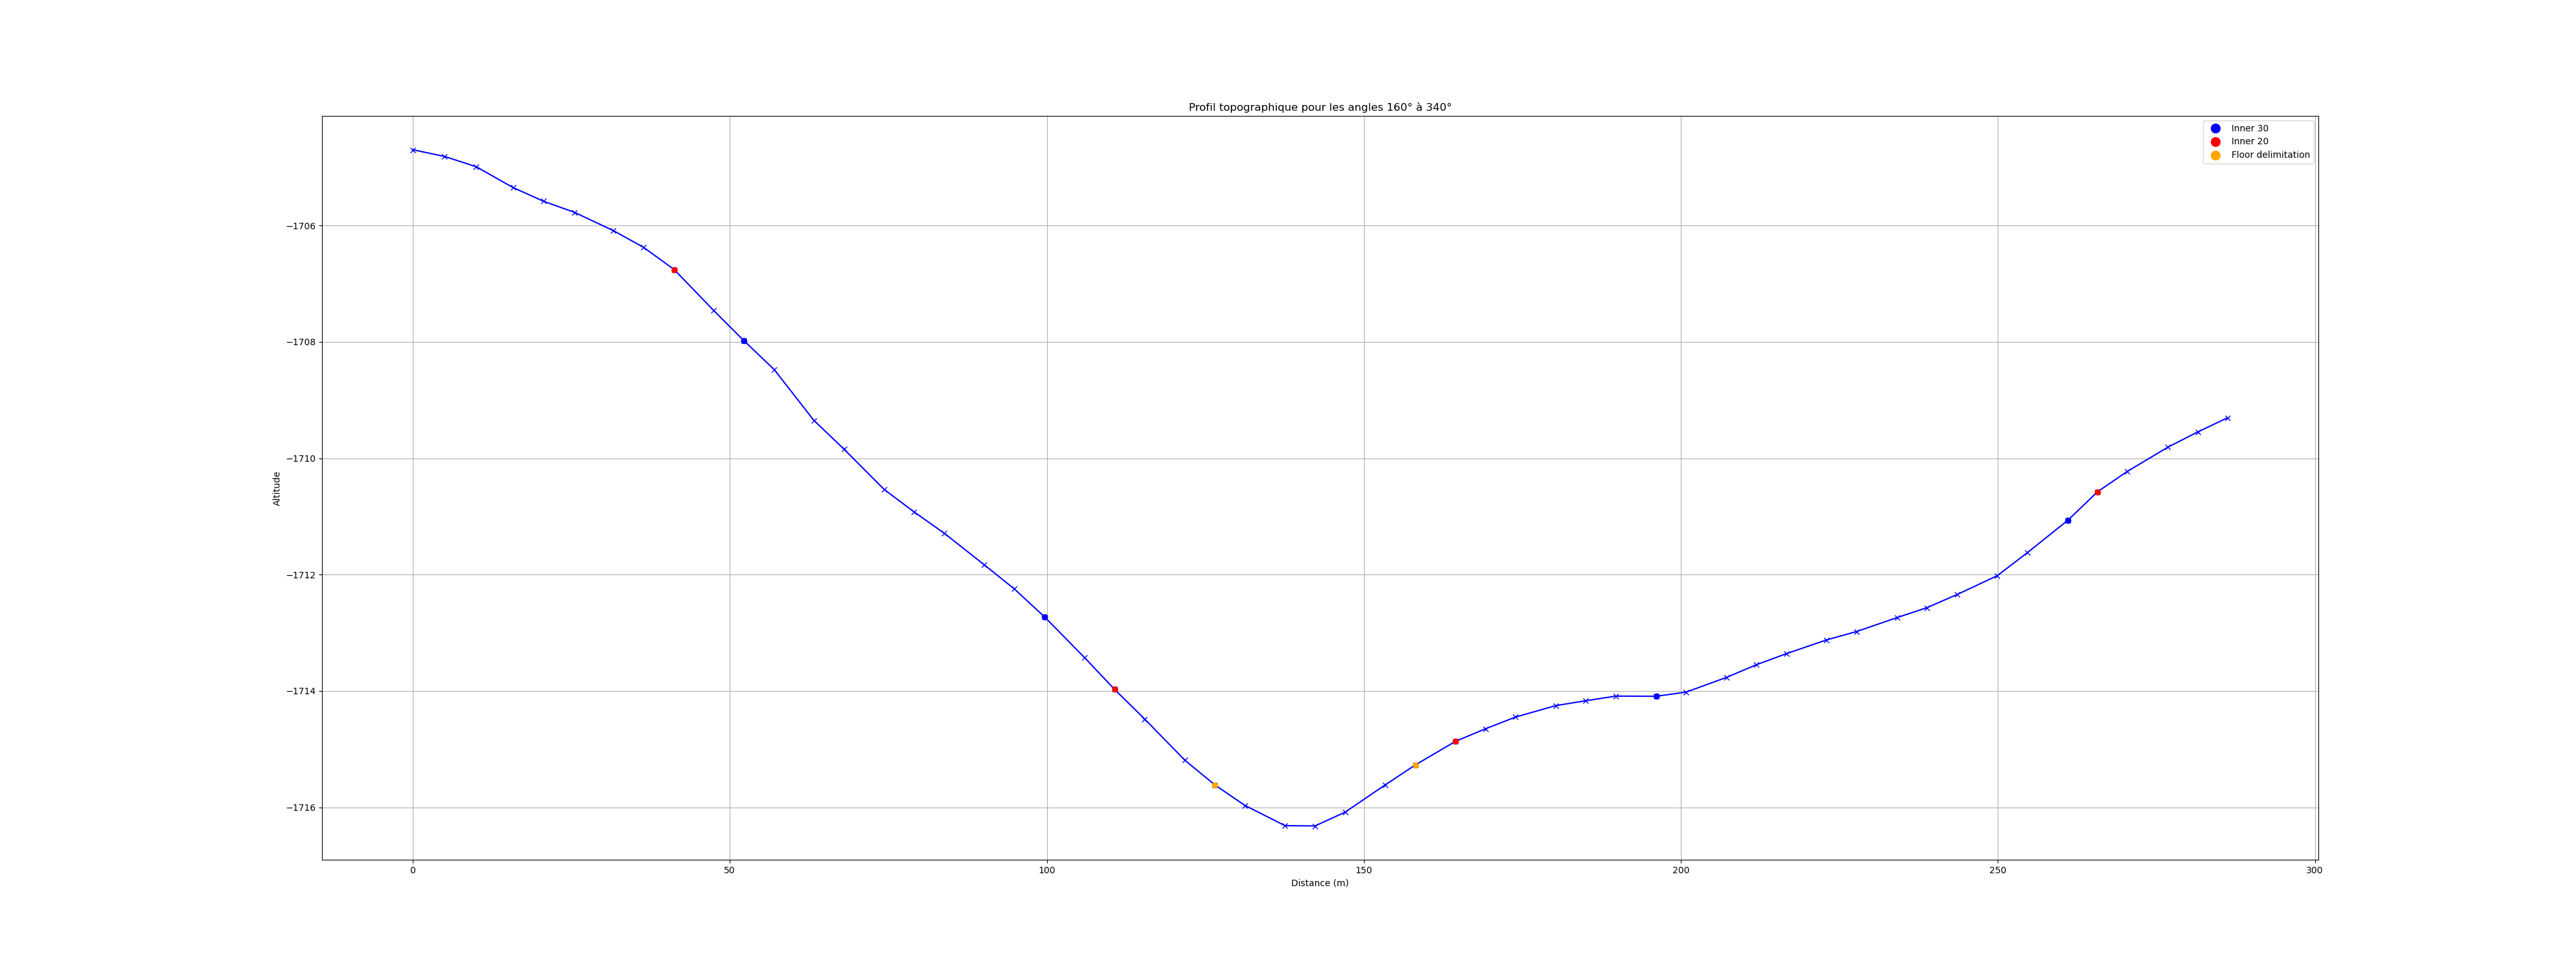 Profil topographique pour les angles 160° à 340°
Inner 30
Inner 20
Floor delimitation
Altitude
−1706
−1708
−1710
−1712
−1714
−1716
0 50 100 150 200 250 300
Distance (m)